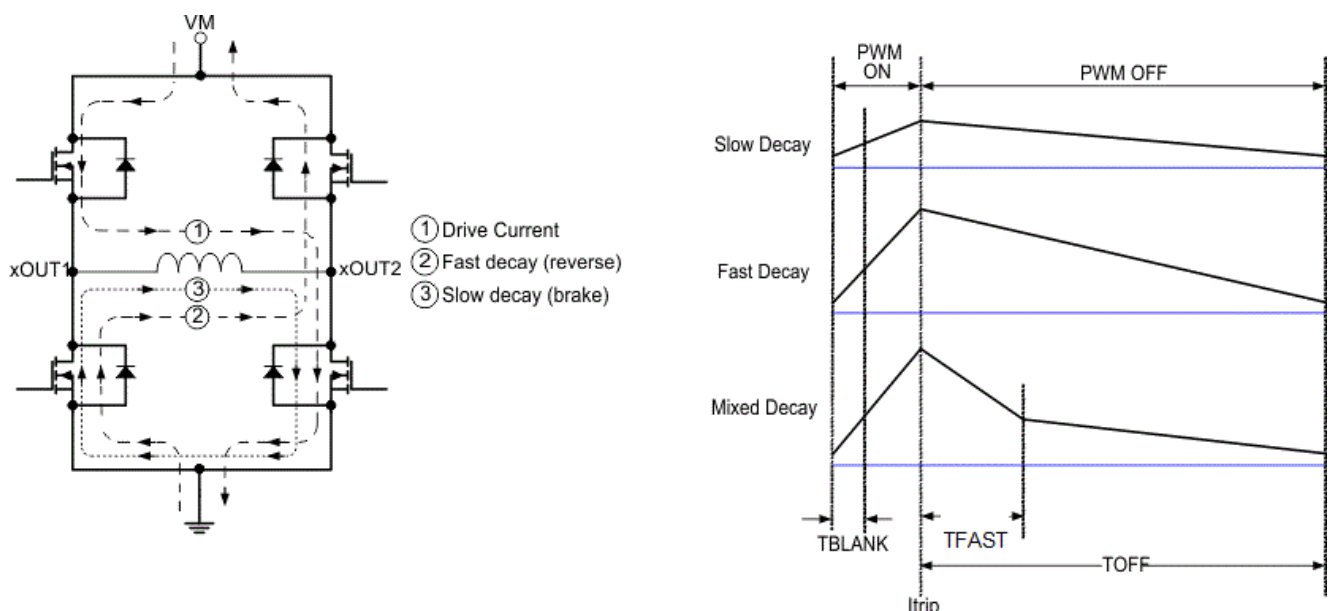 VM
xOUT1
xOUT2
1
3
2
1 Drive Current
2 Fast decay (reverse)
3 Slow decay (brake)
PWM
ON
PWM OFF
Slow Decay
Fast Decay
Mixed Decay
TBLANK
TFAST
TOFF
Itrip